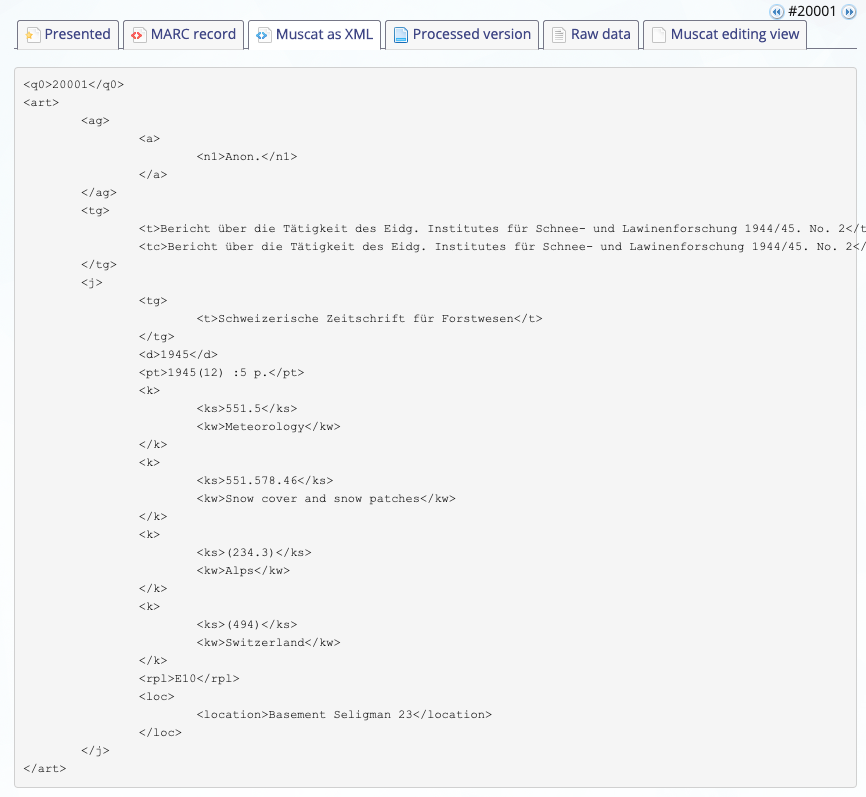 #20001
Presented MARC record Muscat as XML Processed version Raw data Muscat editing view
<q0>20001</q0>
<art>
<ag>
<a>
<n1>Anon.</n1>
</a>
</ag>
<tg>
<t>Bericht über die Tätigkeit des Eidg. Institutes für Schnee- und Lawinenforschung 1944/45. No. 2</t
<tc>Bericht über die Tätigkeit des Eidg. Institutes für Schnee- und Lawinenforschung 1944/45. No. 2</
</tg>
<j>
<tg>
<t>Schweizerische Zeitschrift für Forstwesen</t>
</tg>
<d>1945</d>
<pt>1945(12) :5 p.</pt>
<k>
<ks>551.5</ks>
<kw>Meteorology</kw>
</k>
<k>
<ks>551.578.46</ks>
<kw>Snow cover and snow patches</kw>
</k>
<k>
<ks>(234.3)</ks>
<kw>Alps</kw>
</k>
<k>
<ks>(494)</ks>
<kw>Switzerland</kw>
</k>
<rpl>E10</rpl>
<loc>
<location>Basement Seligman 23</location>
</loc>
</j>
</art>